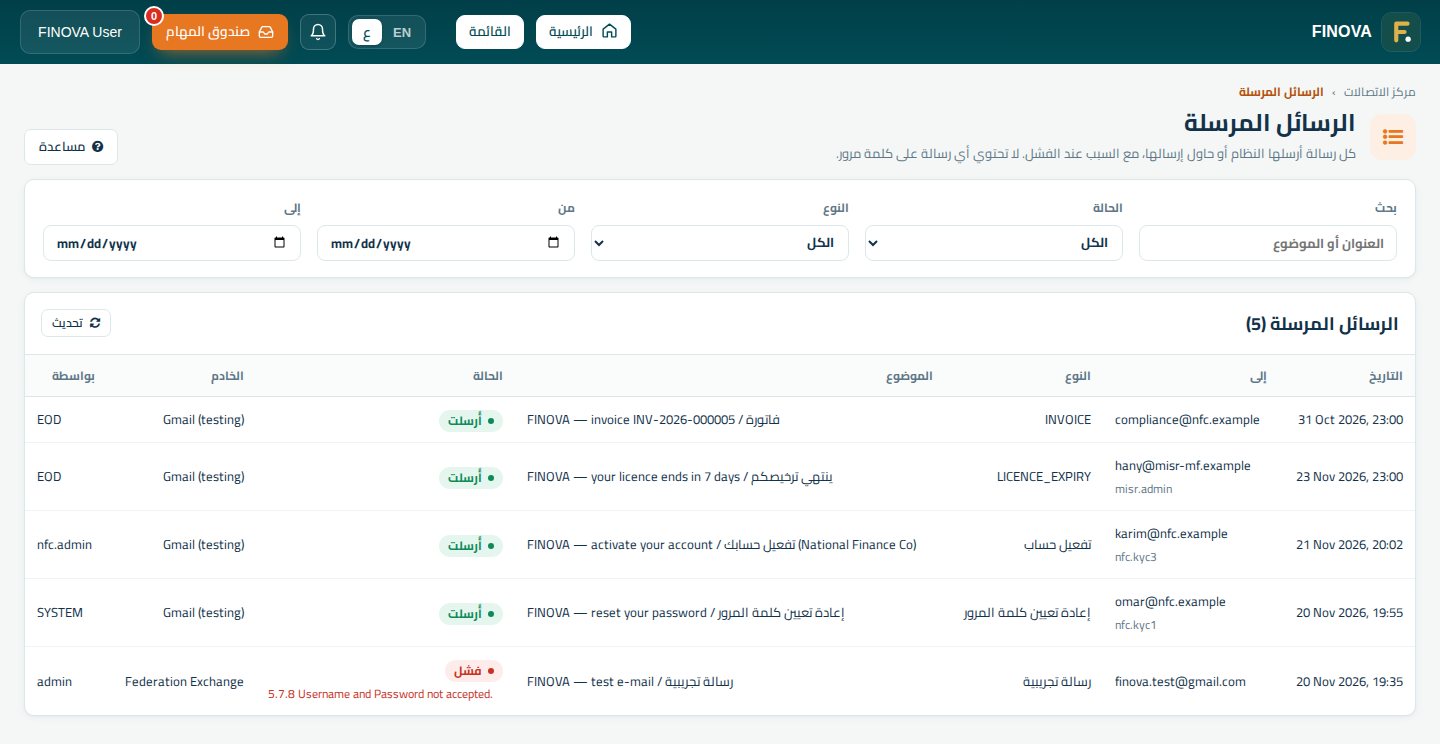 FINOVA
الرئيسية
القائمة
EN ع
صندوق المهام 0
FINOVA User
مركز الاتصالات › الرسائل المرسلة
الرسائل المرسلة
كل رسالة أرسلها النظام أو حاول إرسالها، مع السبب عند الفشل. لا تحتوي أي رسالة على كلمة مرور.
مساعدة
بحث الحالة النوع من إلى
العنوان أو الموضوع الكل الكل mm/dd/yyyy mm/dd/yyyy
الرسائل المرسلة (5)
تحديث
التاريخ إلى النوع الموضوع الحالة الخادم بواسطة
31 Oct 2026, 23:00 compliance@nfc.example INVOICE FINOVA — invoice INV-2026-000005 / فاتورة أُرسلت Gmail (testing) EOD
23 Nov 2026, 23:00 hany@misr-mf.example LICENCE_EXPIRY FINOVA — your licence ends in 7 days / ينتهي ترخيصكم أُرسلت Gmail (testing) EOD
misr.admin
21 Nov 2026, 20:02 karim@nfc.example تفعيل حساب FINOVA — activate your account / تفعيل حسابك (National Finance Co) أُرسلت Gmail (testing) nfc.admin
nfc.kyc3
20 Nov 2026, 19:55 omar@nfc.example إعادة تعيين كلمة المرور FINOVA — reset your password / إعادة تعيين كلمة المرور أُرسلت Gmail (testing) SYSTEM
nfc.kyc1
20 Nov 2026, 19:35 finova.test@gmail.com رسالة تجريبية FINOVA — test e-mail / رسالة تجريبية فشل Federation Exchange admin
5.7.8 Username and Password not accepted.